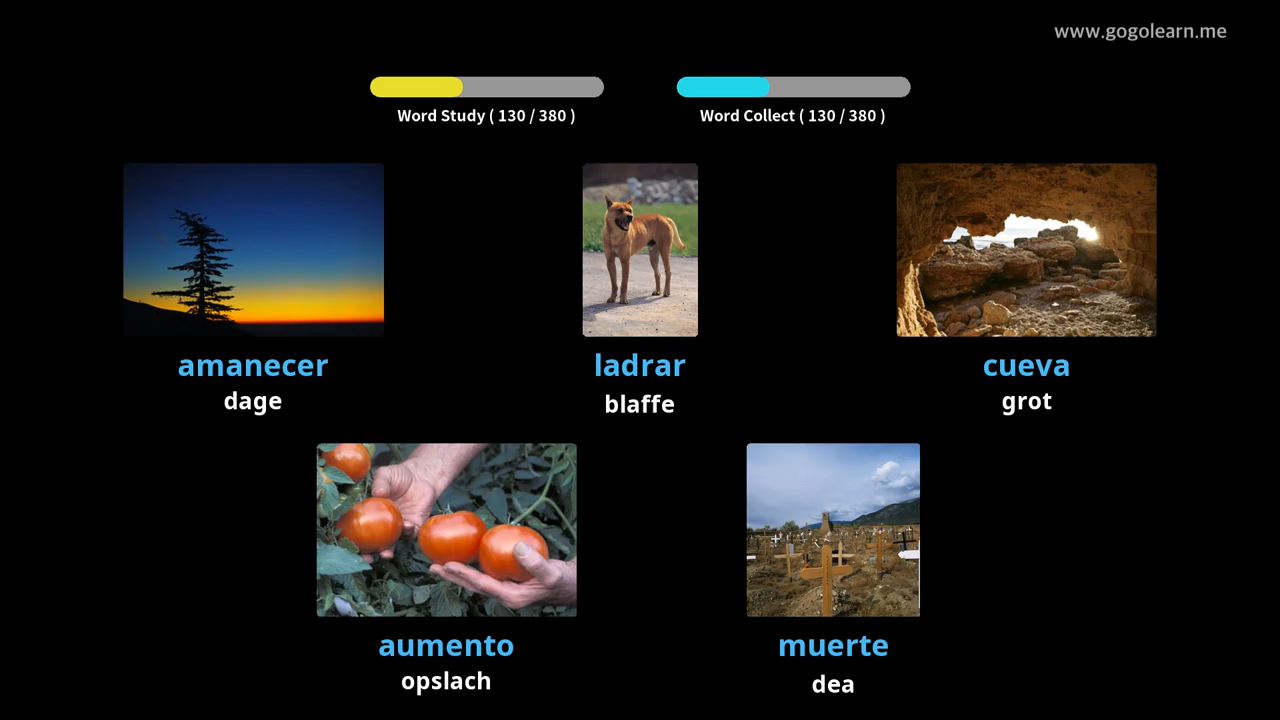 www.gogolearn.me
Word Study ( 130 / 380 )
Word Collect ( 130 / 380 )
amanecer
dage
ladrar
blaffe
cueva
grot
aumento
opslach
muerte
dea